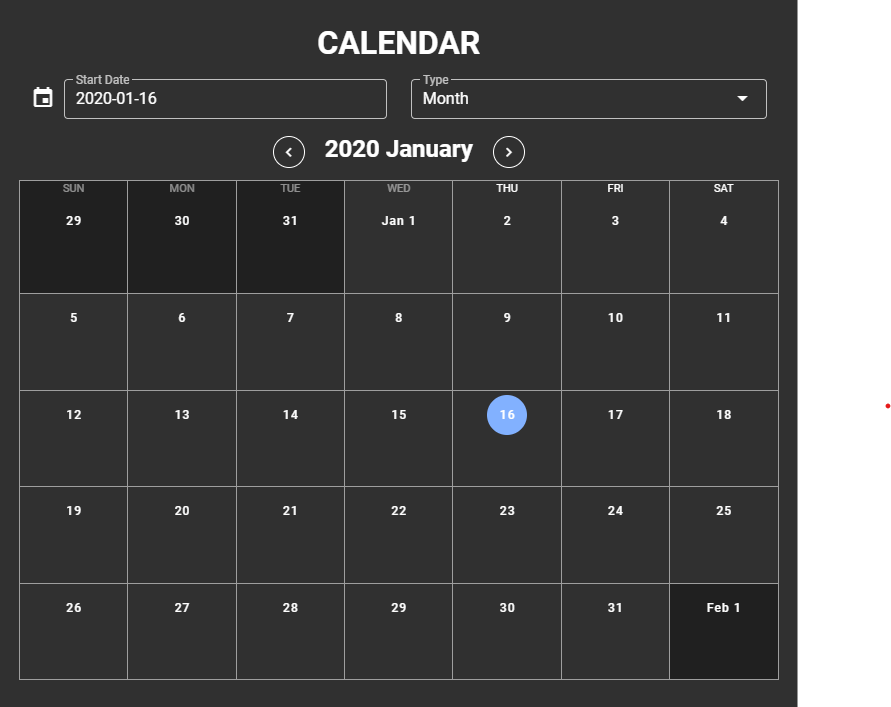 CALENDAR
Start Date
2020-01-16
Type
Month
2020 January
SUN MON TUE WED THU FRI SAT
29 30 31 Jan 1 2 3 4
5 6 7 8 9 10 11
12 13 14 15 16 17 18
19 20 21 22 23 24 25
26 27 28 29 30 31 Feb 1